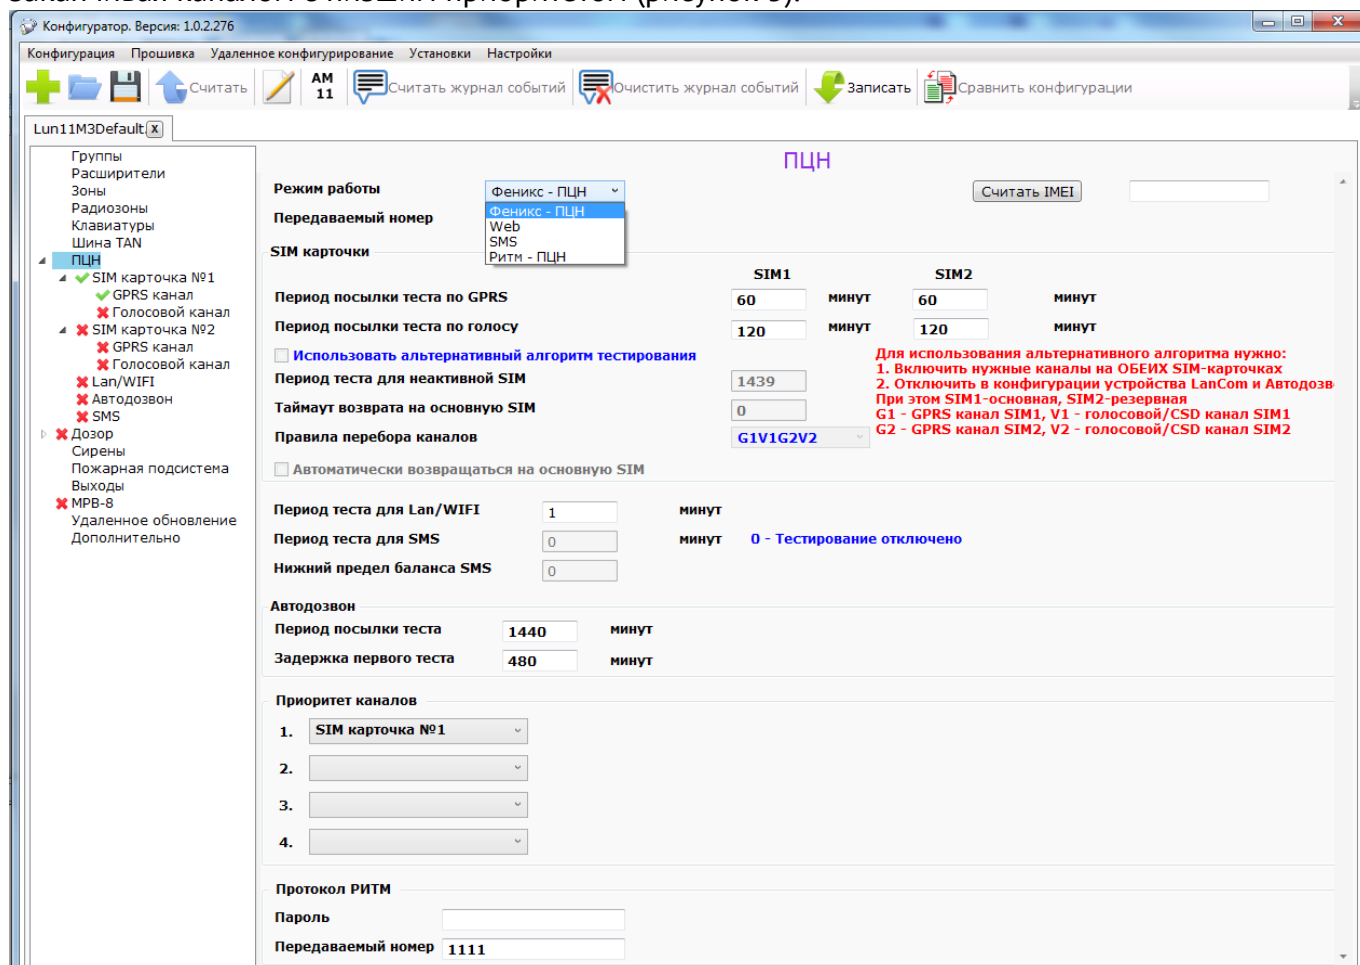 Конфигуратор. Версия: 1.0.2.276
Конфигурация Прошивка Удаленное конфигурирование Установки Настройки
Считать AM 11 Считать журнал событий Очистить журнал событий Записать Сравнить конфигурации
Lun11M3Default x
Группы
Расширители
Зоны
Радиозоны
Клавиатуры
Шина TAN
ПЦН
SIM карточка №1
GPRS канал
Голосовой канал
SIM карточка №2
GPRS канал
Голосовой канал
Lan/WIFI
Автодозвон
SMS
Дозор
Сирены
Пожарная подсистема
Выходы
МРВ-8
Удаленное обновление
Дополнительно
ПЦН
Режим работы Феникс - ПЦН Считать IMEI
Феникс - ПЦН
Web
SMS
Ритм - ПЦН
Передаваемый номер
SIM карточки
SIM1 SIM2
Период посылки теста по GPRS 60 минут 60 минут
Период посылки теста по голосу 120 минут 120 минут
Использовать альтернативный алгоритм тестирования
Для использования альтернативного алгоритма нужно:
1. Включить нужные каналы на ОБЕИХ SIM-карточках
2. Отключить в конфигурации устройства LanCom и Автодозв
При этом SIM1-основная, SIM2-резервная
G1 - GPRS канал SIM1, V1 - голосовой/CSD канал SIM1
G2 - GPRS канал SIM2, V2 - голосовой/CSD канал SIM2
Период теста для неактивной SIM 1439
Таймаут возврата на основную SIM 0
Правила перебора каналов G1V1G2V2
Автоматически возвращаться на основную SIM
Период теста для Lan/WIFI 1 минут
Период теста для SMS 0 минут 0 - Тестирование отключено
Нижний предел баланса SMS 0
Автодозвон
Период посылки теста 1440 минут
Задержка первого теста 480 минут
Приоритет каналов
1. SIM карточка №1
2.
3.
4.
Протокол РИТМ
Пароль
Передаваемый номер 1111